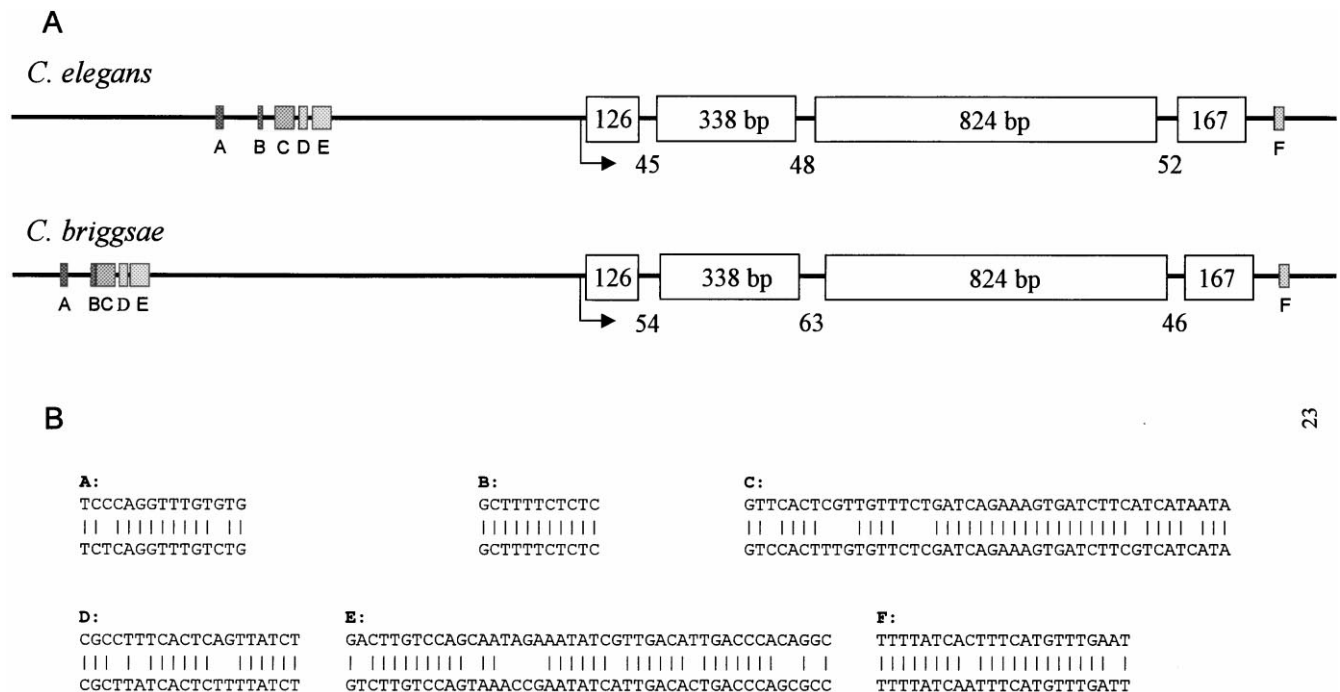 A
C. elegans
126 338 bp 824 bp 167
A B C D E F
45 48 52
C. briggsae
126 338 bp 824 bp 167
A BC D E F
54 63 46
B
23
A: B: C:
TCCCAGGTTTGTGTG GCTTTTCTCTC GTTCACTCGTTGTTTCTGATCAGAAAGTGATCTTCATCATAATA
TCTCAGGTTTGTCTG GCTTTTCTCTC GTCCACTTTGTGTTCTCGATCAGAAAGTGATCTTCGTCATCATA
D: E: F:
CGCCTTTCACTCAGTTATCT GACTTGTCCAGCAATAGAAATATCGTTGACATTGACCCACAGGC TTTTATCACTTTCATGTTTGAAT
CGCTTATCACTCTTTTATCT GTCTTGTCCAGTAAACCGAATATCATTGACACTGACCCAGCGCC TTTTATCAATTTCATGTTTGATT